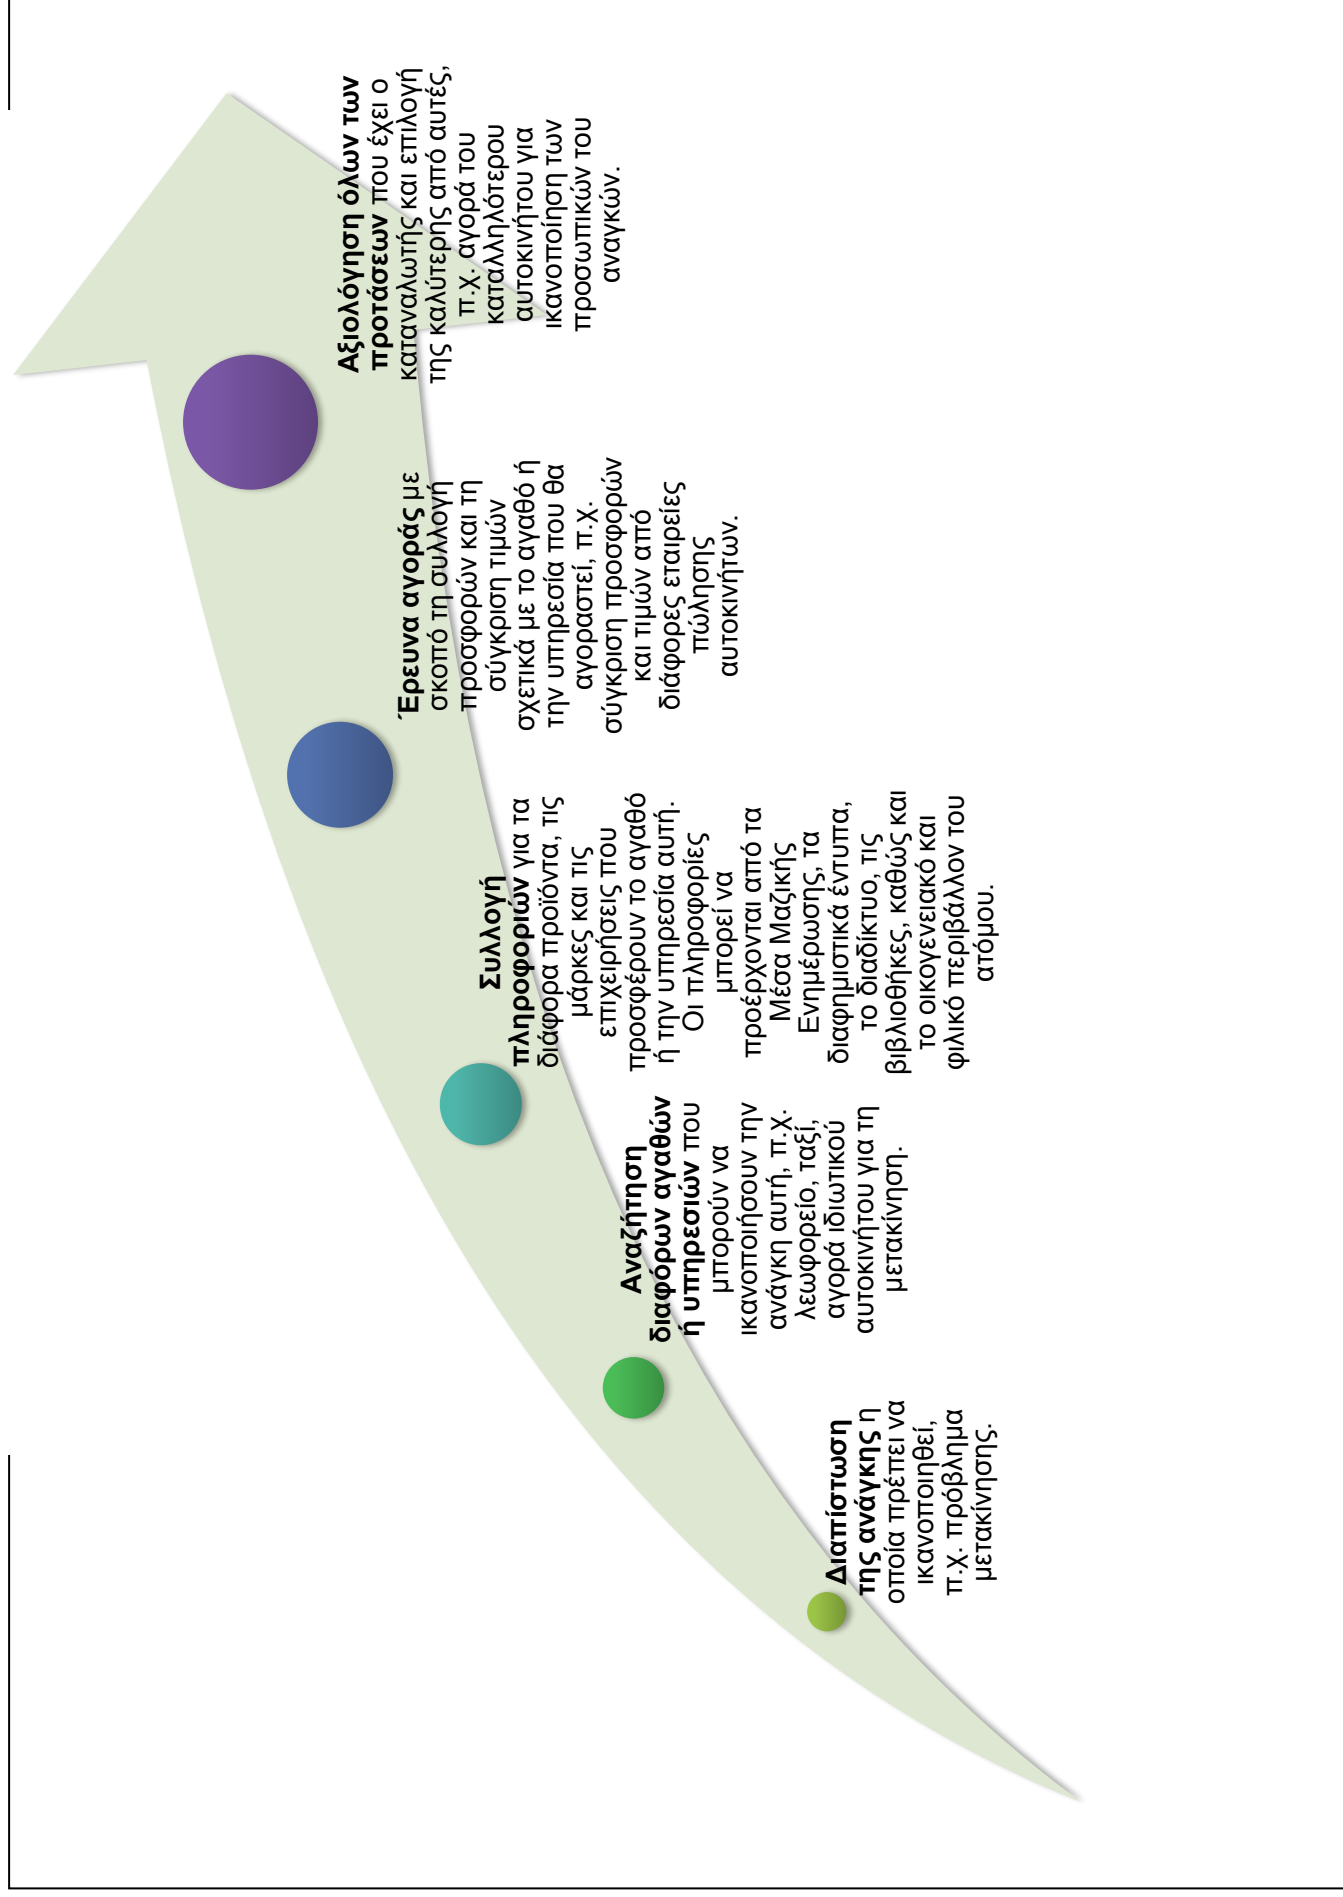 Διαπίστωση
της ανάγκης η
οποία πρέπει να
ικανοποιηθεί,
π.χ. πρόβλημα
μετακίνησης.
Αναζήτηση
διαφόρων αγαθών
ή υπηρεσιών που
μπορούν να
ικανοποιήσουν την
ανάγκη αυτή, π.χ.
λεωφορείο, ταξί,
αγορά ιδιωτικού
αυτοκινήτου για τη
μετακίνηση.
Συλλογή
πληροφοριών για τα
διάφορα προϊόντα, τις
μάρκες και τις
επιχειρήσεις που
προσφέρουν το αγαθό
ή την υπηρεσία αυτή.
Οι πληροφορίες
μπορεί να
προέρχονται από τα
Μέσα Μαζικής
Ενημέρωσης, τα
διαφημιστικά έντυπα,
το διαδίκτυο, τις
βιβλιοθήκες, καθώς και
το οικογενειακό και
φιλικό περιβάλλον του
ατόμου.
Έρευνα αγοράς με
σκοπό τη συλλογή
προσφορών και τη
σύγκριση τιμών
σχετικά με το αγαθό ή
την υπηρεσία που θα
αγοραστεί, π.χ.
σύγκριση προσφορών
και τιμών από
διάφορες εταιρείες
πώλησης
αυτοκινήτων.
Αξιολόγηση όλων των
προτάσεων που έχει ο
καταναλωτής και επιλογή
της καλύτερης από αυτές,
π.χ. αγορά του
καταλληλότερου
αυτοκινήτου για
ικανοποίηση των
προσωπικών του
αναγκών.